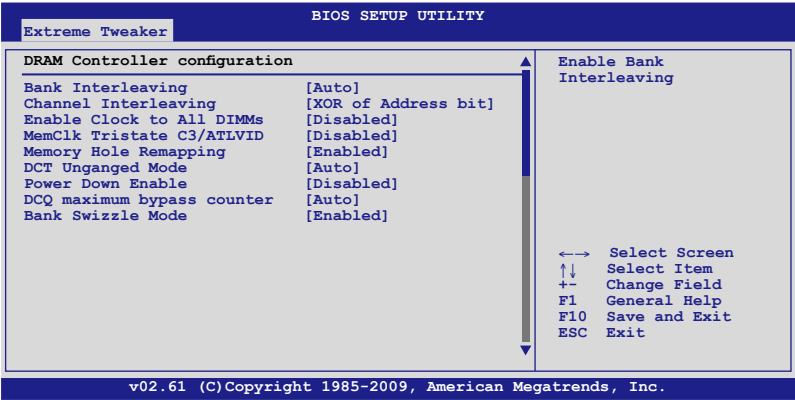 BIOS SETUP UTILITY
Extreme Tweaker
DRAM Controller configuration
Bank Interleaving [Auto]
Channel Interleaving [XOR of Address bit]
Enable Clock to All DIMMs [Disabled]
MemClk Tristate C3/ATLVID [Disabled]
Memory Hole Remapping [Enabled]
DCT Unganged Mode [Auto]
Power Down Enable [Disabled]
DCQ maximum bypass counter [Auto]
Bank Swizzle Mode [Enabled]
Enable Bank
Interleaving
←→ Select Screen
↑↓ Select Item
+- Change Field
F1 General Help
F10 Save and Exit
ESC Exit
v02.61 (C)Copyright 1985-2009, American Megatrends, Inc.